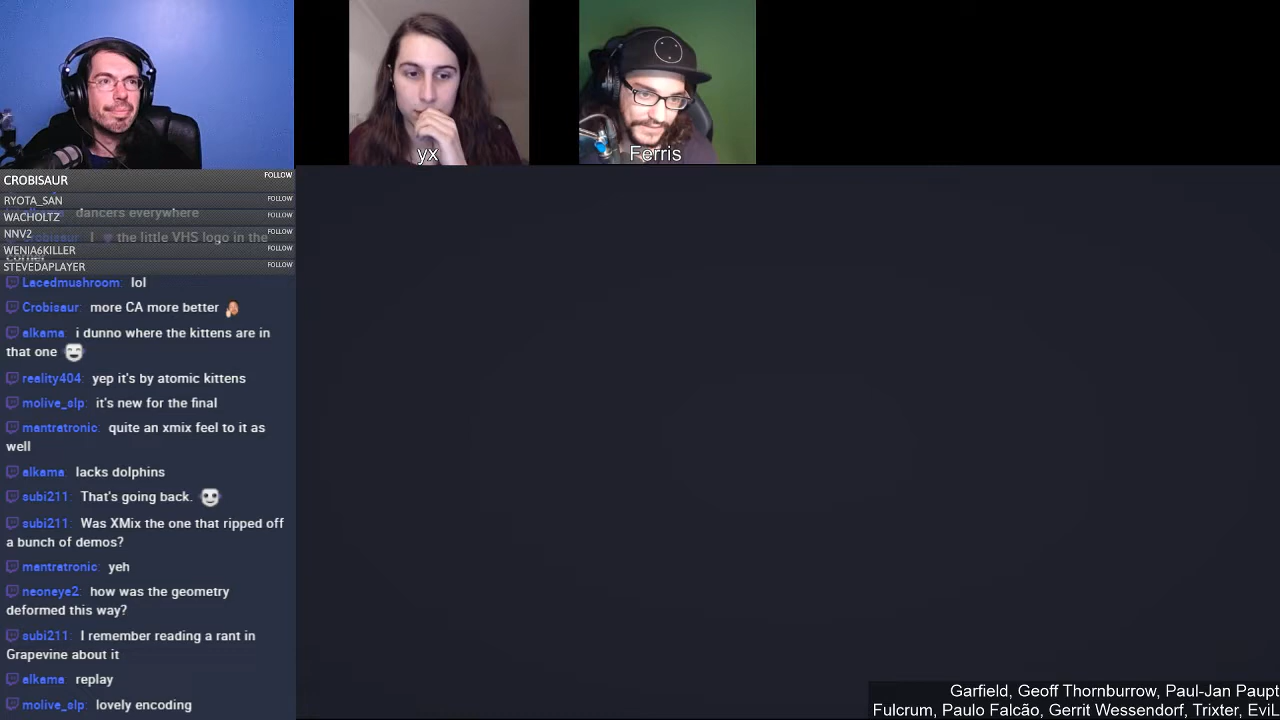 yx
Ferris
CROBISAUR FOLLOW
RYOTA_SAN FOLLOW
dancers everywhere
WACHOLTZ FOLLOW
NNV2 FOLLOW
Crobisaur I the little VHS logo in the
WENIA6KILLER FOLLOW
STEVEDAPLAYER FOLLOW
Lacedmushroom: lol
Crobisaur: more CA more better
alkama: i dunno where the kittens are in
that one
reality404: yep it's by atomic kittens
molive_slp: it's new for the final
mantratronic: quite an xmix feel to it as
well
alkama: lacks dolphins
subi211: That's going back.
subi211: Was XMix the one that ripped off
a bunch of demos?
mantratronic: yeh
neoneye2: how was the geometry
deformed this way?
subi211: I remember reading a rant in
Grapevine about it
alkama: replay
molive_slp: lovely encoding
Garfield, Geoff Thornburrow, Paul-Jan Paupt
Fulcrum, Paulo Falcão, Gerrit Wessendorf, Trixter, EviL